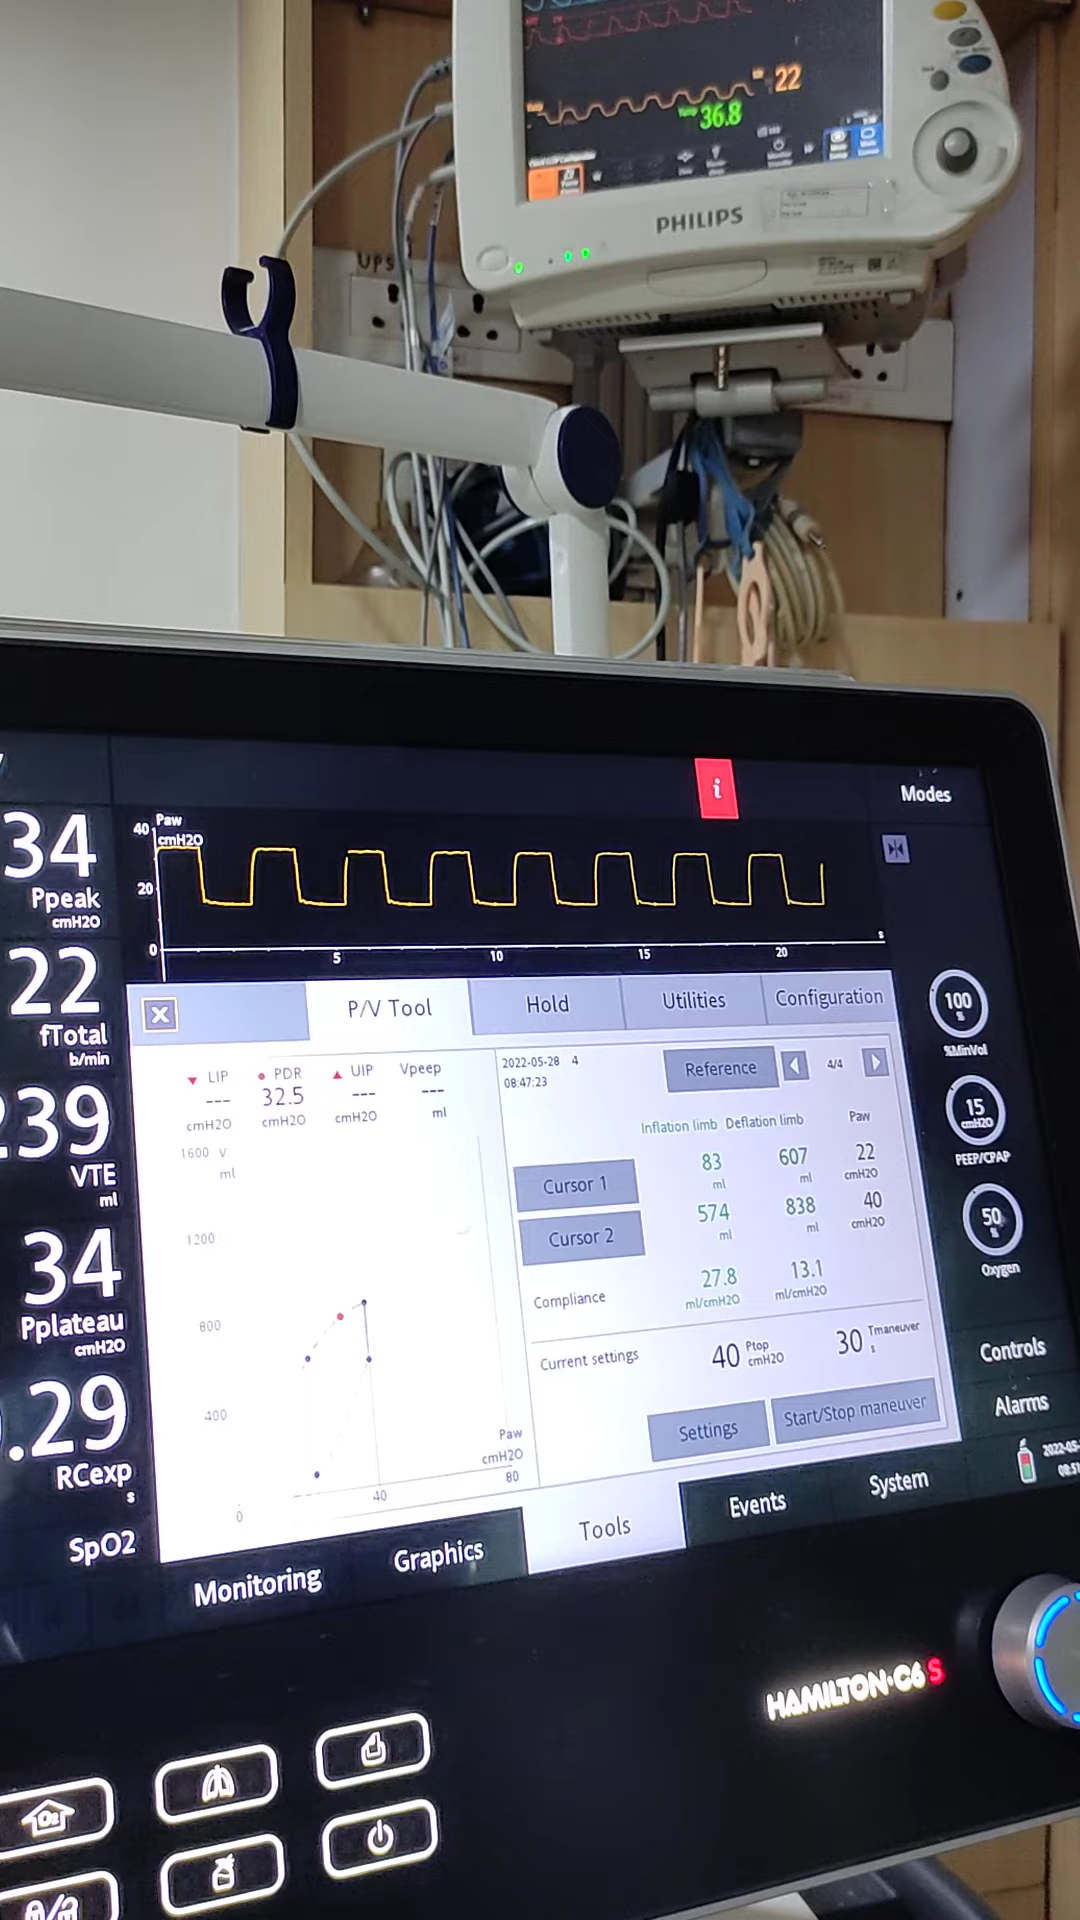 22
36.8
PHILIPS
UPS
i
Modes
Paw
cmH2O
40
20
0
5
10
15
20
s
34
Ppeak
cmH2O
22
fTotal
b/min
239
VTE
ml
34
Pplateau
cmH2O
.29
RCexp
s
SpO2
P/V Tool
Hold
Utilities
Configuration
LIP
---
cmH2O
PDR
32.5
cmH2O
UIP
---
cmH2O
Vpeep
---
ml
1600 V
ml
1200
800
400
0
40
80
Paw
cmH2O
2022-05-28 4
08:47:23
Reference
4/4
Inflation limb Deflation limb Paw
Cursor 1
83
ml
607
ml
22
cmH2O
Cursor 2
574
ml
838
ml
40
cmH2O
Compliance
27.8
ml/cmH2O
13.1
ml/cmH2O
Current settings
40 Ptop
cmH2O
30 Tmaneuver
s
Settings
Start/Stop maneuver
100
%
%MinVol
15
cmH2O
PEEP/CPAP
50
%
Oxygen
Controls
Alarms
2022-05-
Monitoring
Graphics
Tools
Events
System
HAMILTON·C6 S
O2